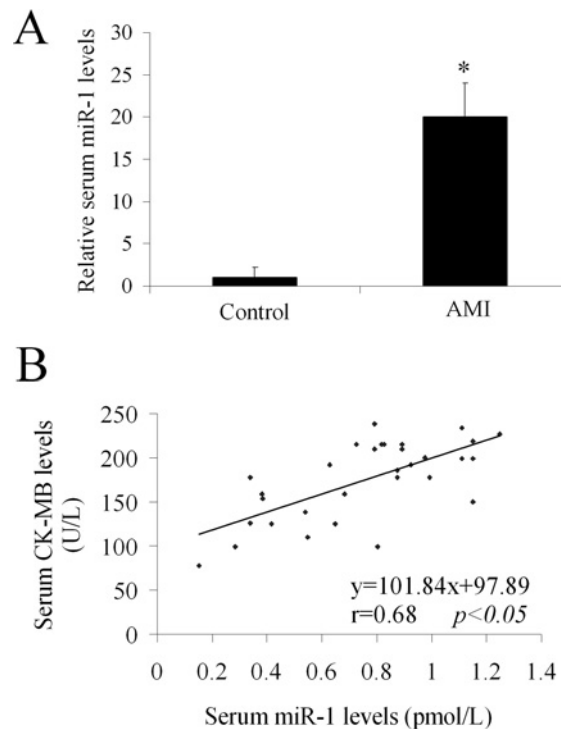 A
Relative serum miR-1 levels
30
25
20
15
10
5
0
*
Control
AMI
B
Serum CK-MB levels
(U/L)
250
200
150
100
50
0
y=101.84x+97.89
r=0.68 p<0.05
0 0.2 0.4 0.6 0.8 1 1.2 1.4
Serum miR-1 levels (pmol/L)